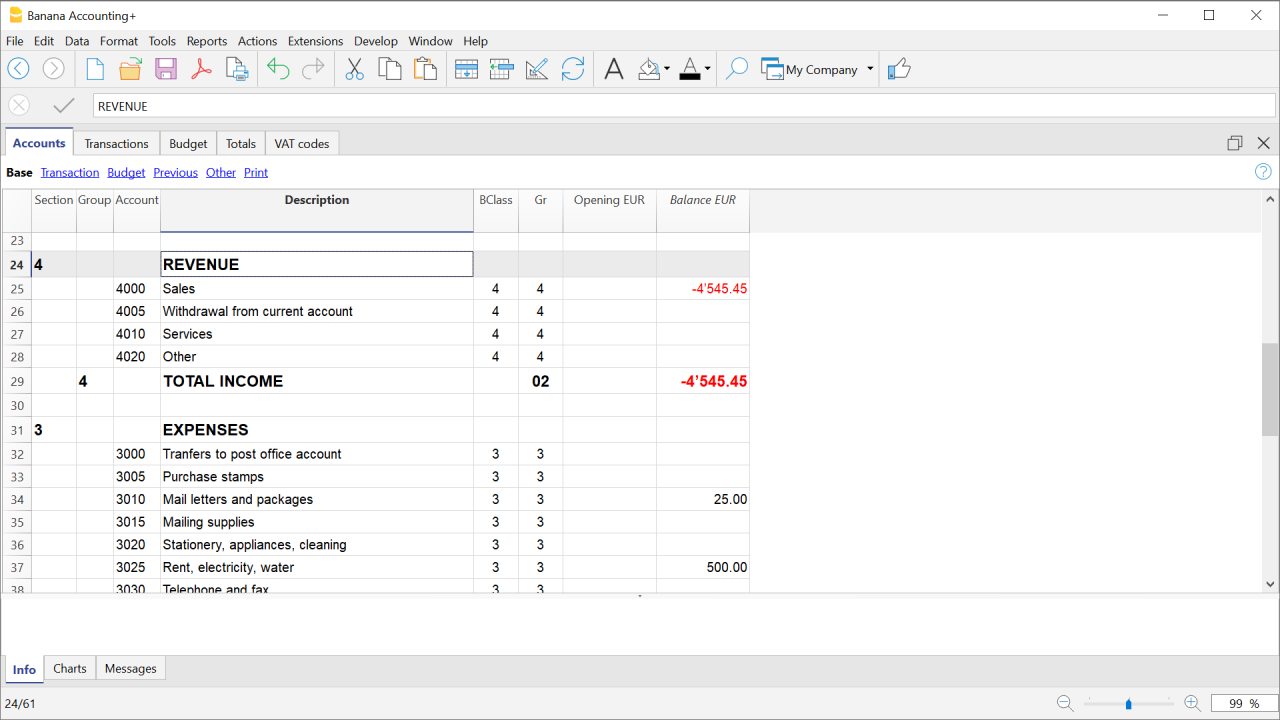 Banana Accounting+
File Edit Data Format Tools Reports Actions Extensions Develop Window Help
My Company
REVENUE
Accounts Transactions Budget Totals VAT codes
Base Transaction Budget Previous Other Print
Section Group Account Description BClass Gr Opening EUR Balance EUR
23
24 4 REVENUE
25 4000 Sales 4 4 -4'545.45
26 4005 Withdrawal from current account 4 4
27 4010 Services 4 4
28 4020 Other 4 4
29 4 TOTAL INCOME 02 -4'545.45
30
31 3 EXPENSES
32 3000 Tranfers to post office account 3 3
33 3005 Purchase stamps 3 3
34 3010 Mail letters and packages 3 3 25.00
35 3015 Mailing supplies 3 3
36 3020 Stationery, appliances, cleaning 3 3
37 3025 Rent, electricity, water 3 3 500.00
38 3030 Telephone and fax 3 3
Info Charts Messages
24/61 99 %